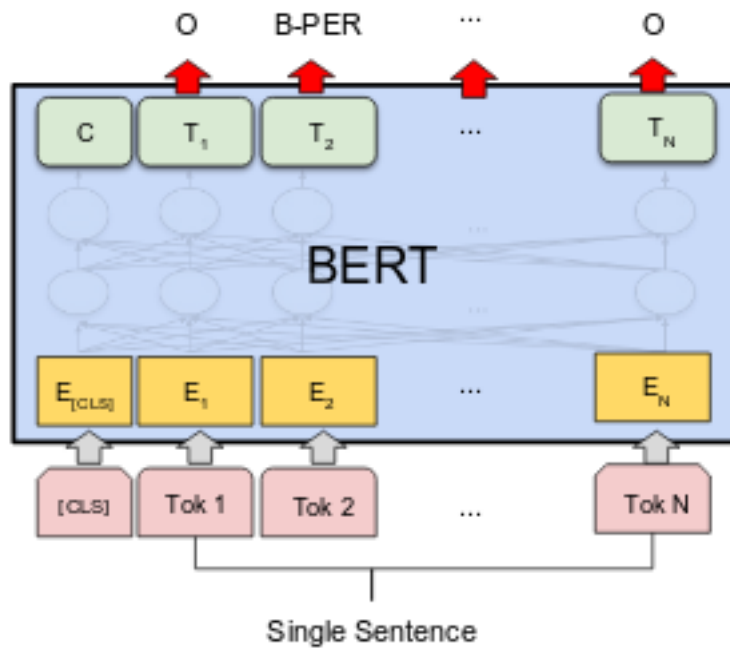 O B-PER ... O
C T1 T2 ... TN
...
BERT
...
E[CLS] E1 E2 ... EN
[CLS] Tok 1 Tok 2 ... Tok N
Single Sentence